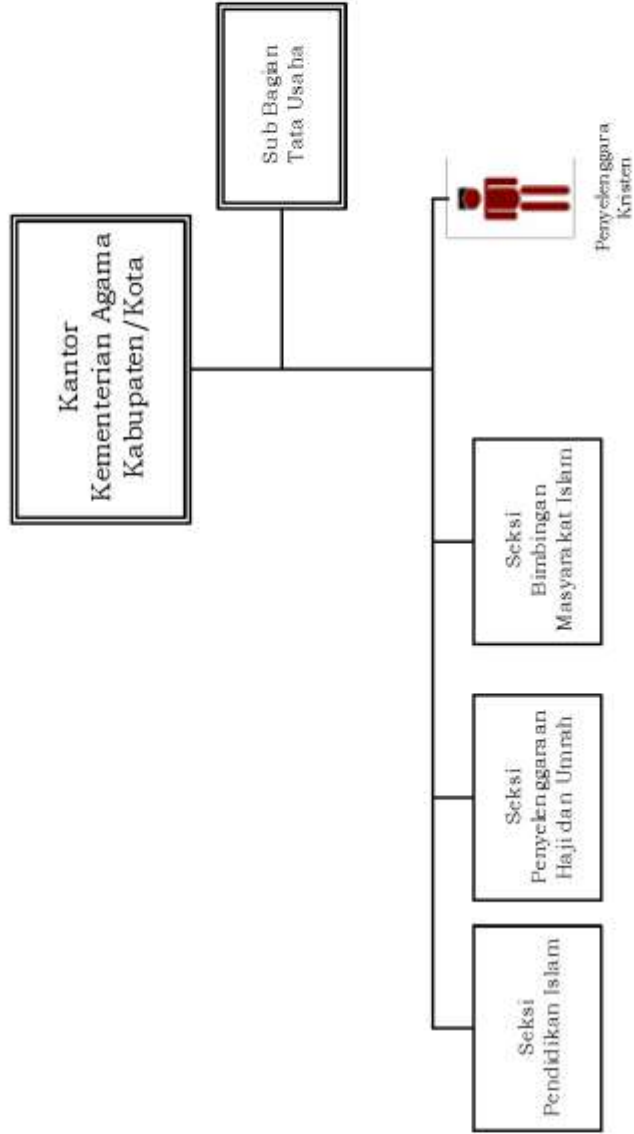 Kantor
Kementerian Agama
Kabupaten/Kota
Sub Bagian
Tata Usaha
Seksi
Pendidikan Islam
Seksi
Penyelenggaraan
Haji dan Umrah
Seksi
Bimbingan
Masyarakat Islam
Penyelenggara
Kristen